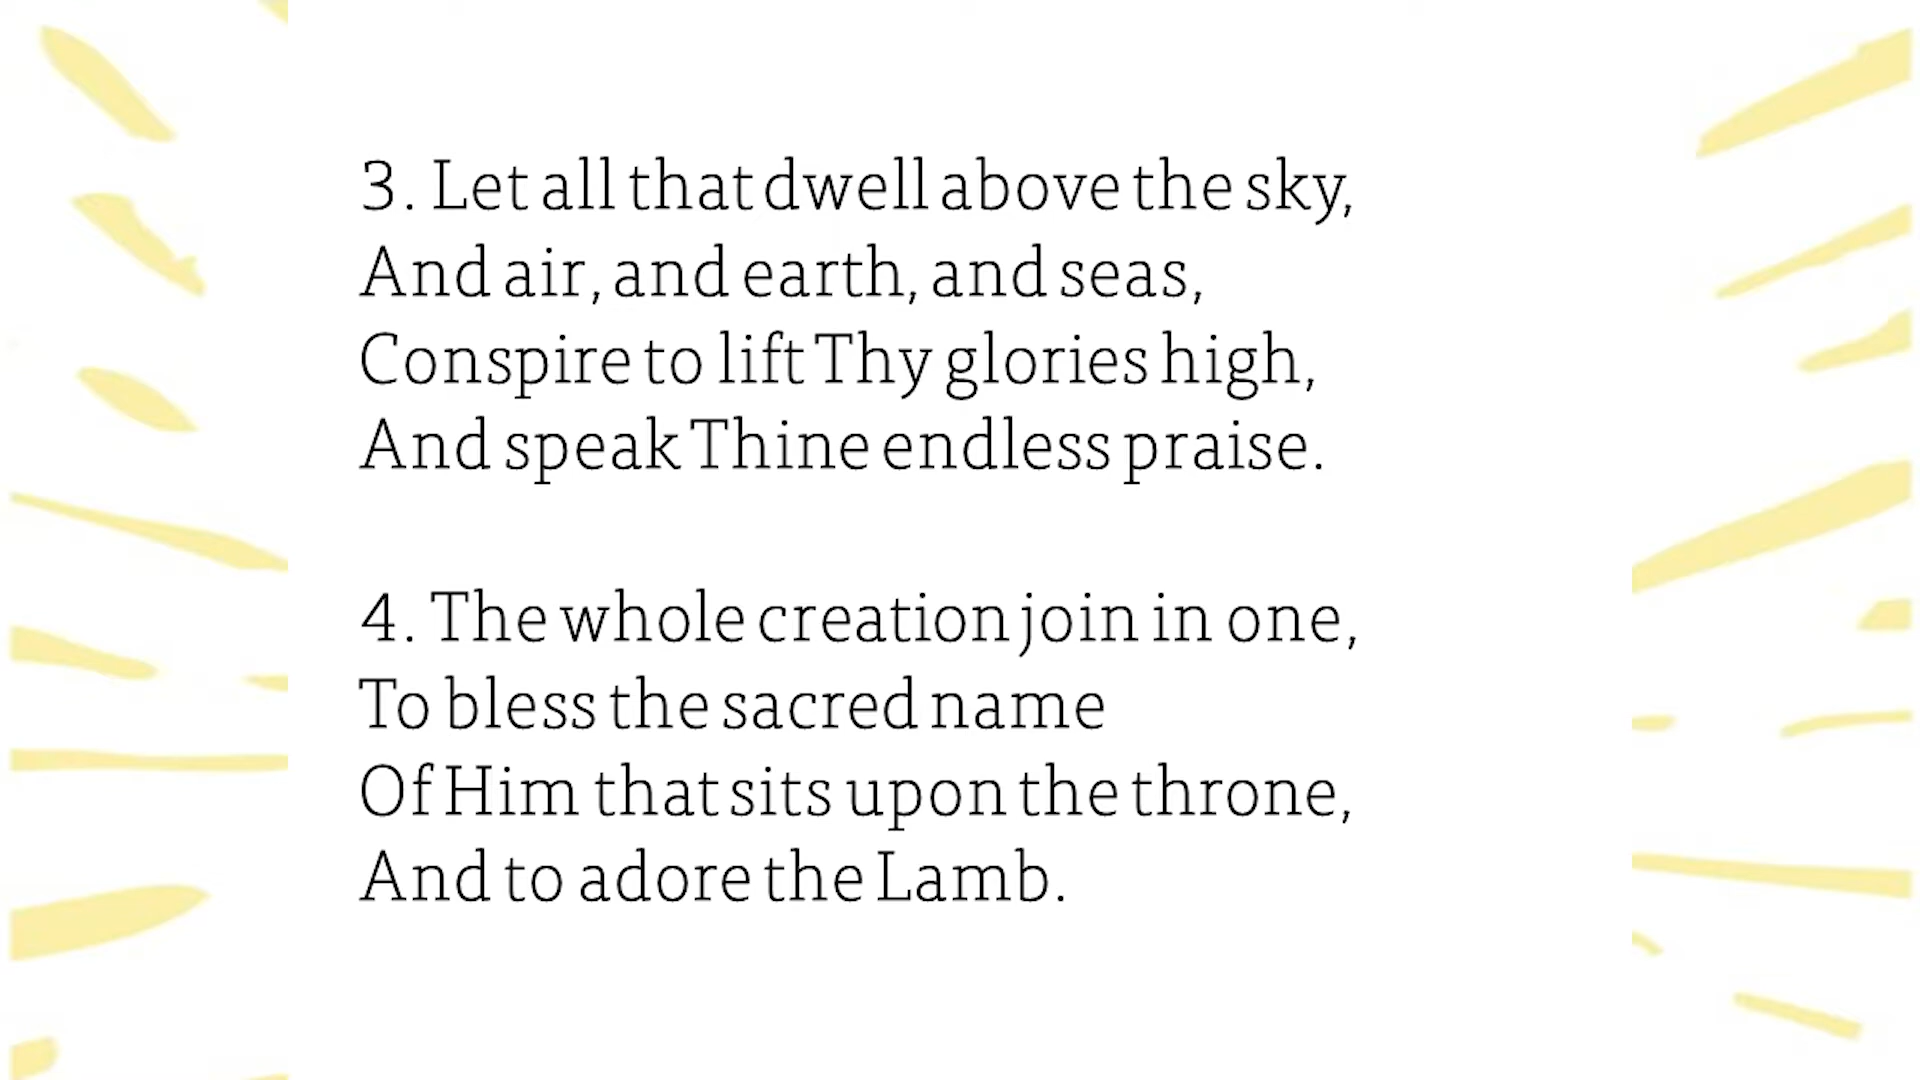 3. Let all that dwell above the sky,
And air, and earth, and seas,
Conspire to lift Thy glories high,
And speak Thine endless praise.
4. The whole creation join in one,
To bless the sacred name
Of Him that sits upon the throne,
And to adore the Lamb.